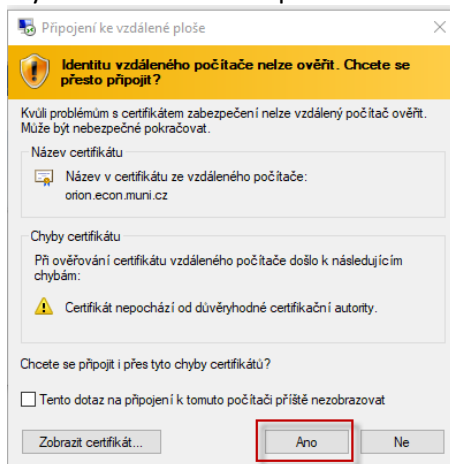 Připojení ke vzdálené ploše
Identitu vzdáleného počítače nelze ověřit. Chcete se
přesto připojit?
Kvůli problémům s certifikátem zabezpečení nelze vzdálený počítač ověřit.
Může být nebezpečné pokračovat.
Název certifikátu
Název v certifikátu ze vzdáleného počítače:
orion.econ.muni.cz
Chyby certifikátu
Při ověřování certifikátu vzdáleného počítače došlo k následujícím
chybám:
Certifikát nepochází od důvěryhodné certifikační autority.
Chcete se připojit i přes tyto chyby certifikátů?
Tento dotaz na připojení k tomuto počítači příště nezobrazovat
Zobrazit certifikát...
Ano
Ne